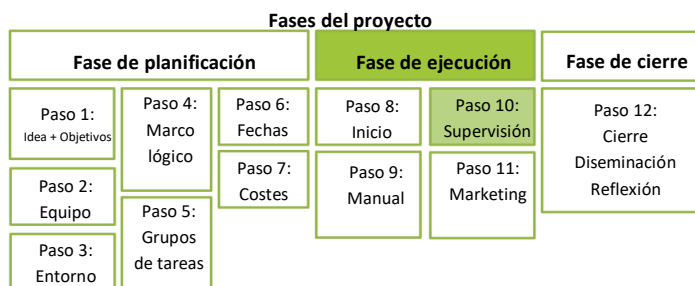 Fases del proyecto
Fase de planificación
Fase de ejecución
Fase de cierre
Paso 1:
Idea + Objetivos
Paso 2:
Equipo
Paso 3:
Entorno
Paso 4:
Marco
lógico
Paso 5:
Grupos
de tareas
Paso 6:
Fechas
Paso 7:
Costes
Paso 8:
Inicio
Paso 9:
Manual
Paso 10:
Supervisión
Paso 11:
Marketing
Paso 12:
Cierre
Diseminación
Reflexión